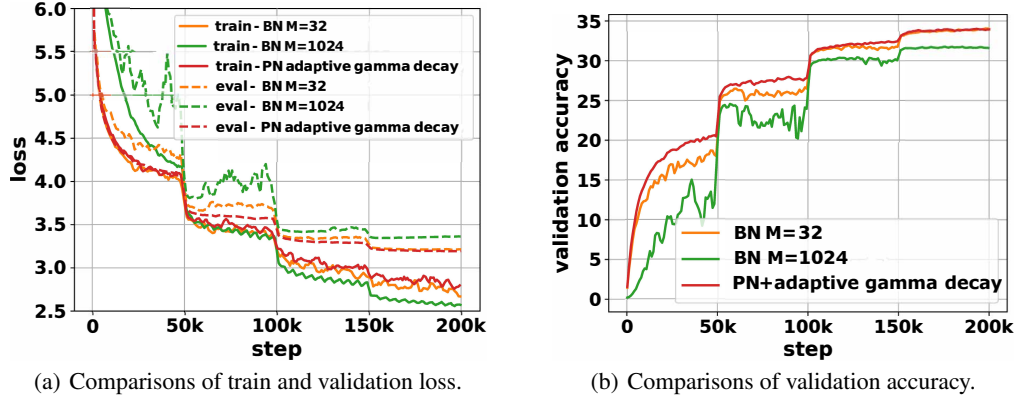 6.0
5.5
5.0
4.5
4.0
3.5
3.0
2.5
loss
train - BN M=32
train - BN M=1024
train - PN adaptive gamma decay
eval - BN M=32
eval - BN M=1024
eval - PN adaptive gamma decay
0 50k 100k 150k 200k
step
(a) Comparisons of train and validation loss.
35
30
25
20
15
10
5
0
validation accuracy
BN M=32
BN M=1024
PN+adaptive gamma decay
0 50k 100k 150k 200k
step
(b) Comparisons of validation accuracy.